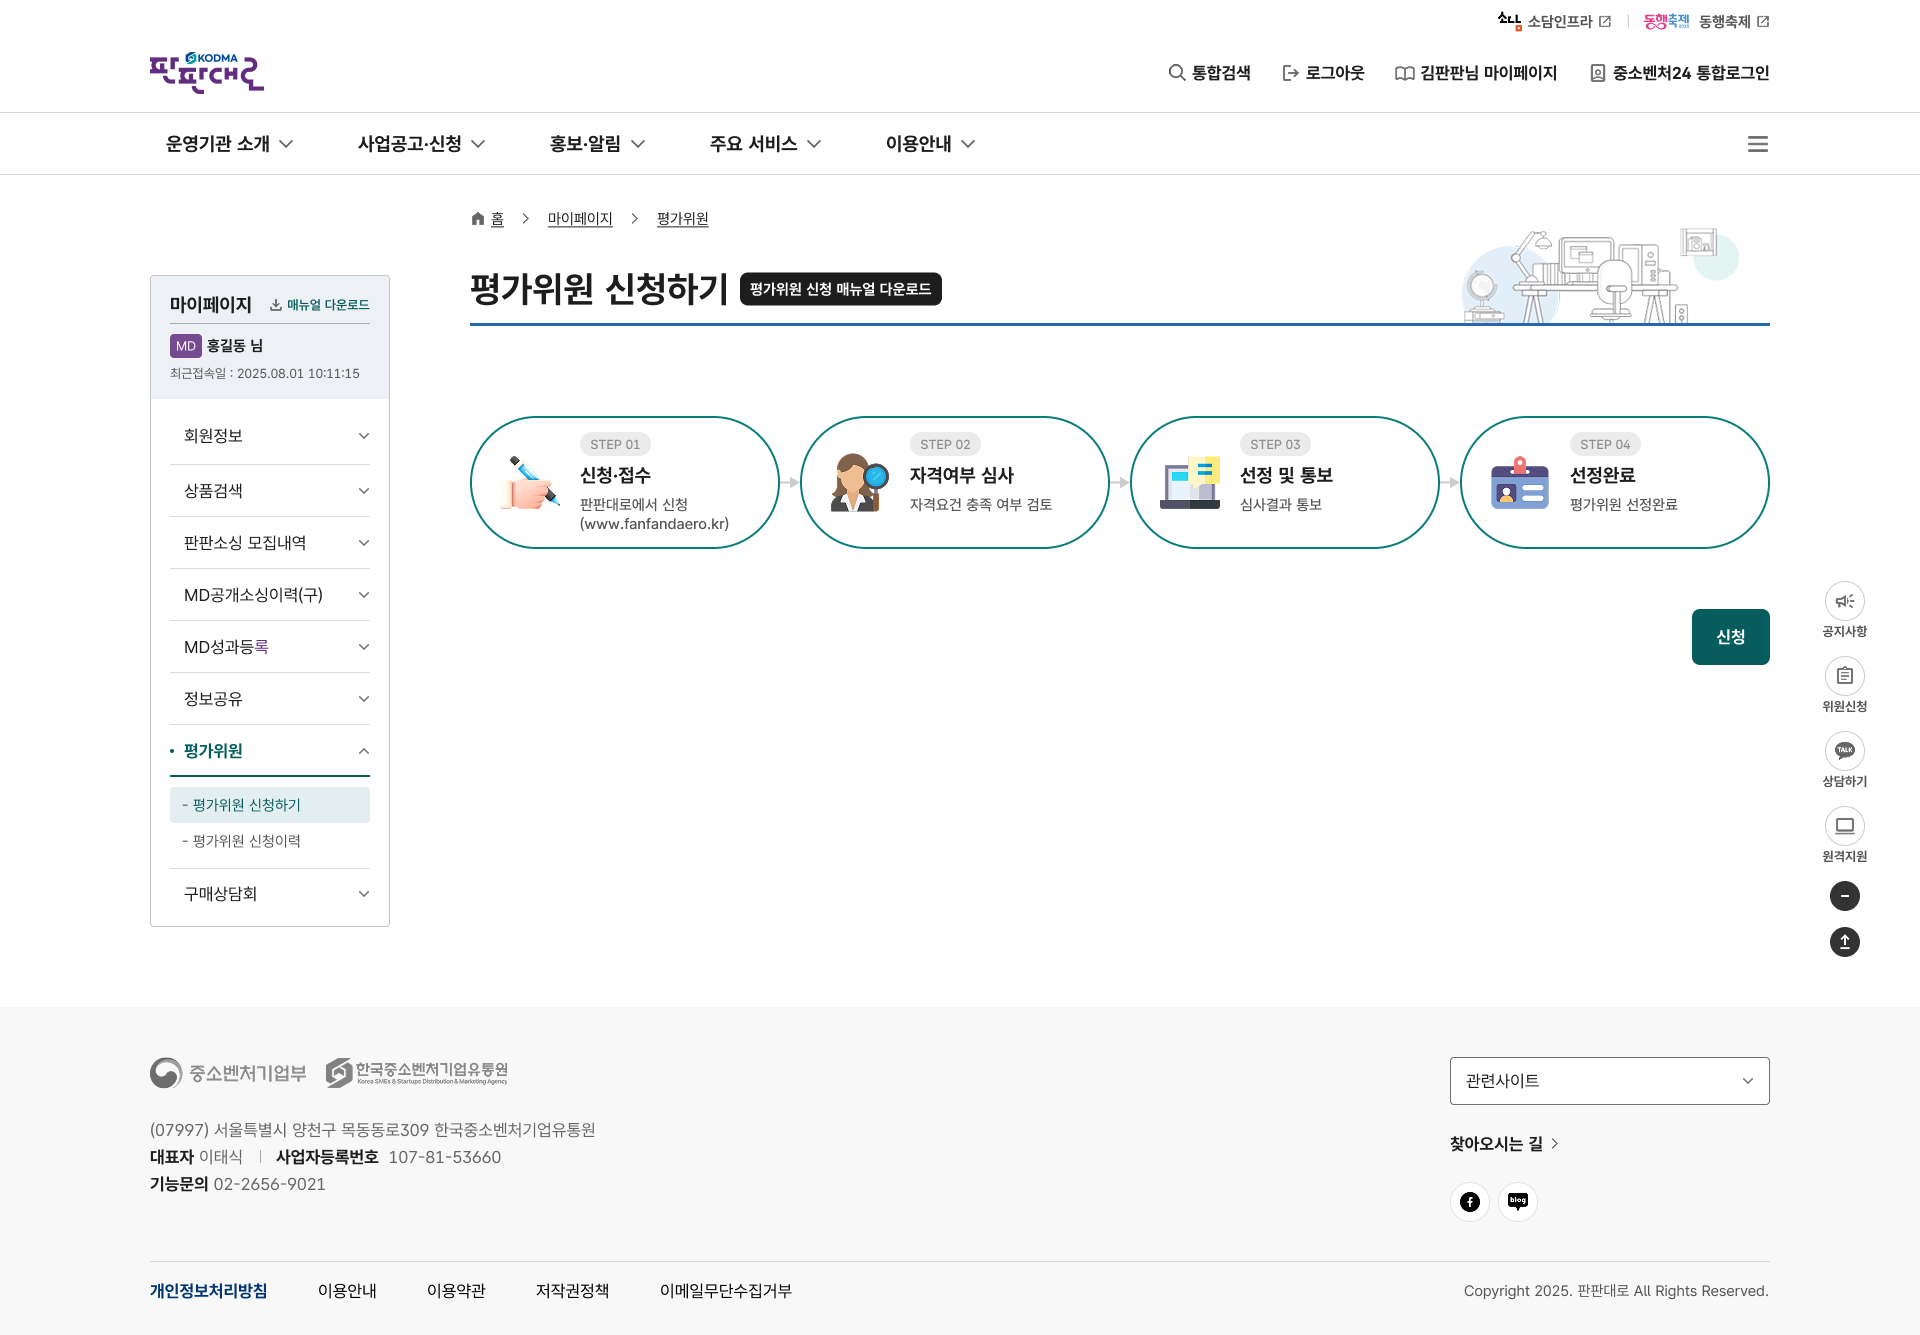 소담 소담인프라
동행축제 2025 동행축제
KODMA
판판대로
통합검색
로그아웃
김판판님 마이페이지
중소벤처24 통합로그인
운영기관 소개
사업공고·신청
홍보·알림
주요 서비스
이용안내
홈
마이페이지
평가위원
평가위원 신청하기
평가위원 신청 매뉴얼 다운로드
마이페이지
매뉴얼 다운로드
MD 홍길동 님
최근접속일 : 2025.08.01 10:11:15
회원정보
상품검색
판판소싱 모집내역
MD공개소싱이력(구)
MD성과등록
정보공유
평가위원
- 평가위원 신청하기
- 평가위원 신청이력
구매상담회
STEP 01
신청·접수
판판대로에서 신청
(www.fanfandaero.kr)
STEP 02
자격여부 심사
자격요건 충족 여부 검토
STEP 03
선정 및 통보
심사결과 통보
STEP 04
선정완료
평가위원 선정완료
신청
공지사항
위원신청
TALK
상담하기
원격지원
중소벤처기업부
한국중소벤처기업유통원
Korea SMEs & Startups Distribution & Marketing Agency
(07997) 서울특별시 양천구 목동동로309 한국중소벤처기업유통원
대표자 이태식
사업자등록번호 107-81-53660
기능문의 02-2656-9021
관련사이트
찾아오시는 길
blog
개인정보처리방침
이용안내
이용약관
저작권정책
이메일무단수집거부
Copyright 2025. 판판대로 All Rights Reserved.